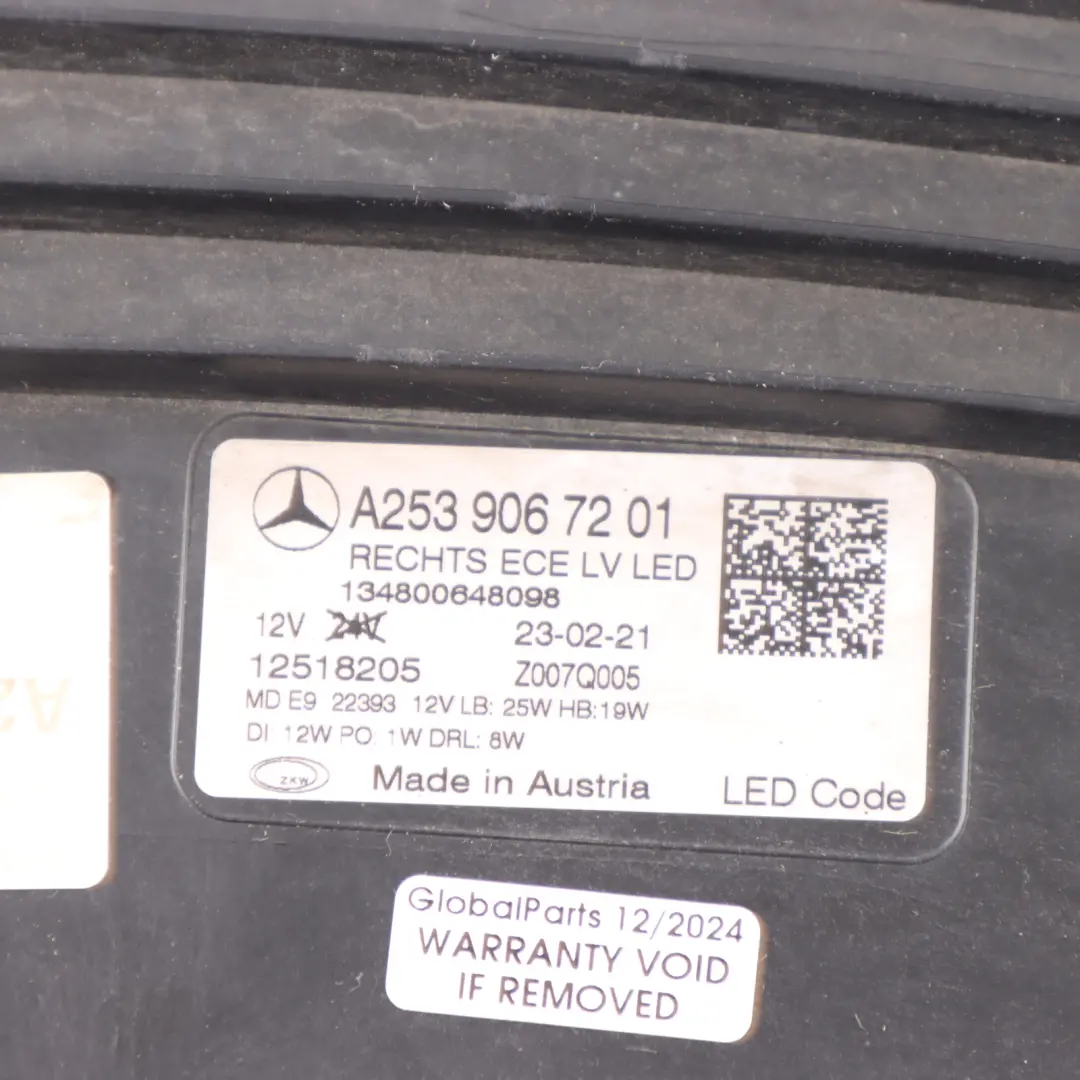 A253 906 72 01
RECHTS ECE LV LED
134800648098
12V 24V 23-02-21
12518205 Z007Q005
MD E9 22393 12V LB: 25W HB:19W
DI: 12W PO: 1W DRL: 8W
ZKW Made in Austria LED Code
GlobalParts 12/2024
WARRANTY VOID
IF REMOVED